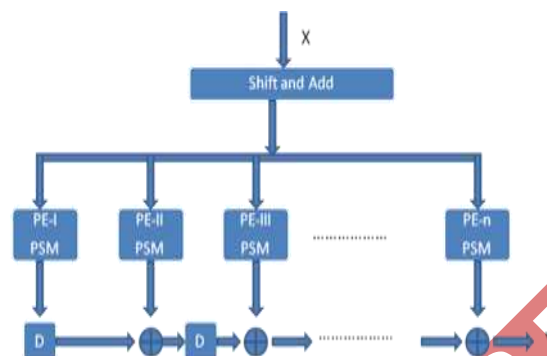 X
Shift and Add
PE-I PE-II PE-III PE-n
PSM PSM PSM PSM
D D